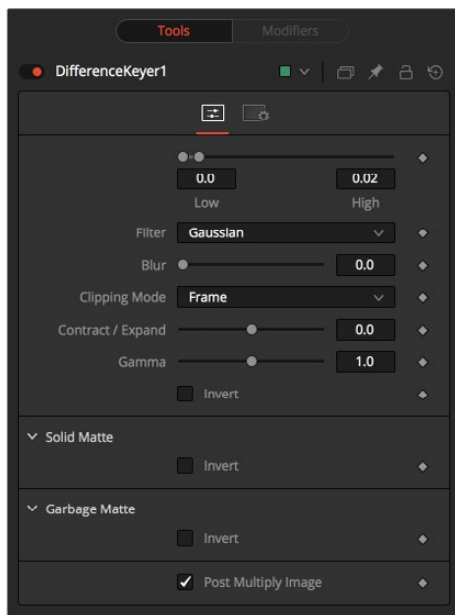 Tools Modifiers
DifferenceKeyer1
0.0 0.02
Low High
Filter Gaussian
Blur 0.0
Clipping Mode Frame
Contract / Expand 0.0
Gamma 1.0
Invert
Solid Matte
Invert
Garbage Matte
Invert
Post Multiply Image